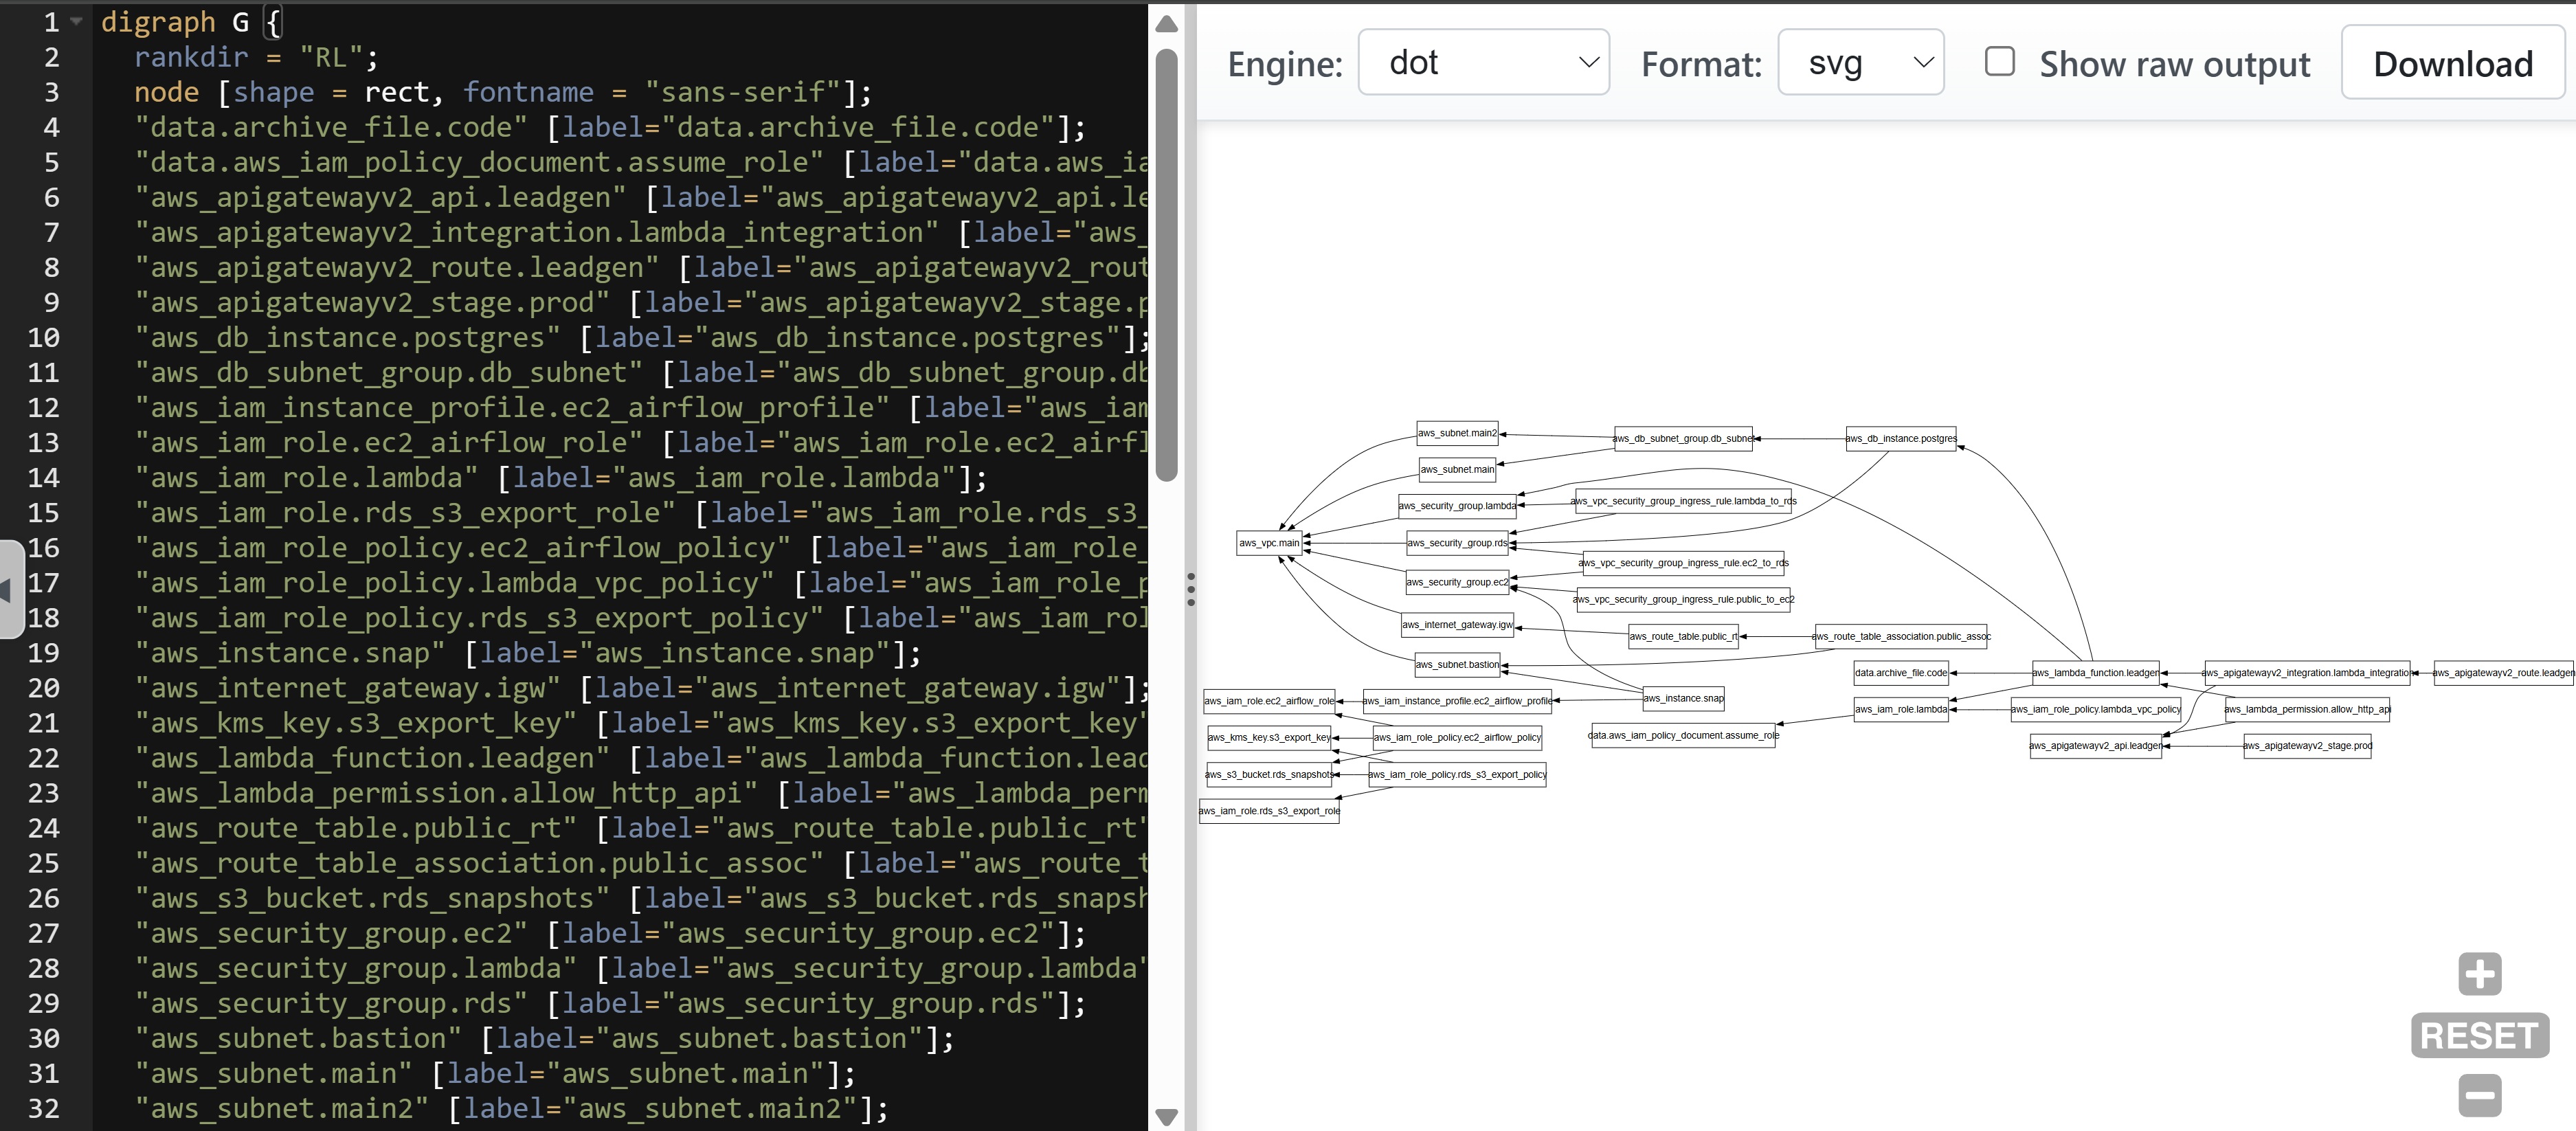 1 digraph G {
2 rankdir = "RL";
3 node [shape = rect, fontname = "sans-serif"];
4 "data.archive_file.code" [label="data.archive_file.code"];
5 "data.aws_iam_policy_document.assume_role" [label="data.aws_ia
6 "aws_apigatewayv2_api.leadgen" [label="aws_apigatewayv2_api.le
7 "aws_apigatewayv2_integration.lambda_integration" [label="aws_
8 "aws_apigatewayv2_route.leadgen" [label="aws_apigatewayv2_rout
9 "aws_apigatewayv2_stage.prod" [label="aws_apigatewayv2_stage.p
10 "aws_db_instance.postgres" [label="aws_db_instance.postgres"];
11 "aws_db_subnet_group.db_subnet" [label="aws_db_subnet_group.db
12 "aws_iam_instance_profile.ec2_airflow_profile" [label="aws_iam
13 "aws_iam_role.ec2_airflow_role" [label="aws_iam_role.ec2_airfl
14 "aws_iam_role.lambda" [label="aws_iam_role.lambda"];
15 "aws_iam_role.rds_s3_export_role" [label="aws_iam_role.rds_s3_
16 "aws_iam_role_policy.ec2_airflow_policy" [label="aws_iam_role_
17 "aws_iam_role_policy.lambda_vpc_policy" [label="aws_iam_role_p
18 "aws_iam_role_policy.rds_s3_export_policy" [label="aws_iam_rol
19 "aws_instance.snap" [label="aws_instance.snap"];
20 "aws_internet_gateway.igw" [label="aws_internet_gateway.igw"];
21 "aws_kms_key.s3_export_key" [label="aws_kms_key.s3_export_key"
22 "aws_lambda_function.leadgen" [label="aws_lambda_function.lead
23 "aws_lambda_permission.allow_http_api" [label="aws_lambda_perm
24 "aws_route_table.public_rt" [label="aws_route_table.public_rt"
25 "aws_route_table_association.public_assoc" [label="aws_route_t
26 "aws_s3_bucket.rds_snapshots" [label="aws_s3_bucket.rds_snapsh
27 "aws_security_group.ec2" [label="aws_security_group.ec2"];
28 "aws_security_group.lambda" [label="aws_security_group.lambda"
29 "aws_security_group.rds" [label="aws_security_group.rds"];
30 "aws_subnet.bastion" [label="aws_subnet.bastion"];
31 "aws_subnet.main" [label="aws_subnet.main"];
32 "aws_subnet.main2" [label="aws_subnet.main2"];
Engine: dot Format: svg Show raw output Download
aws_subnet.main2
aws_db_subnet_group.db_subnet
aws_db_instance.postgres
aws_subnet.main
aws_security_group.lambda
aws_vpc_security_group_ingress_rule.lambda_to_rds
aws_vpc.main
aws_security_group.rds
aws_vpc_security_group_ingress_rule.ec2_to_rds
aws_security_group.ec2
aws_vpc_security_group_ingress_rule.public_to_ec2
aws_internet_gateway.igw
aws_route_table.public_rt
aws_route_table_association.public_assoc
aws_subnet.bastion
data.archive_file.code
aws_lambda_function.leadgen
aws_apigatewayv2_integration.lambda_integration
aws_apigatewayv2_route.leadgen
aws_iam_role.ec2_airflow_role
aws_iam_instance_profile.ec2_airflow_profile
aws_instance.snap
aws_iam_role.lambda
aws_iam_role_policy.lambda_vpc_policy
aws_lambda_permission.allow_http_api
aws_kms_key.s3_export_key
aws_iam_role_policy.ec2_airflow_policy
data.aws_iam_policy_document.assume_role
aws_apigatewayv2_api.leadgen
aws_apigatewayv2_stage.prod
aws_s3_bucket.rds_snapshots
aws_iam_role_policy.rds_s3_export_policy
aws_iam_role.rds_s3_export_role
RESET